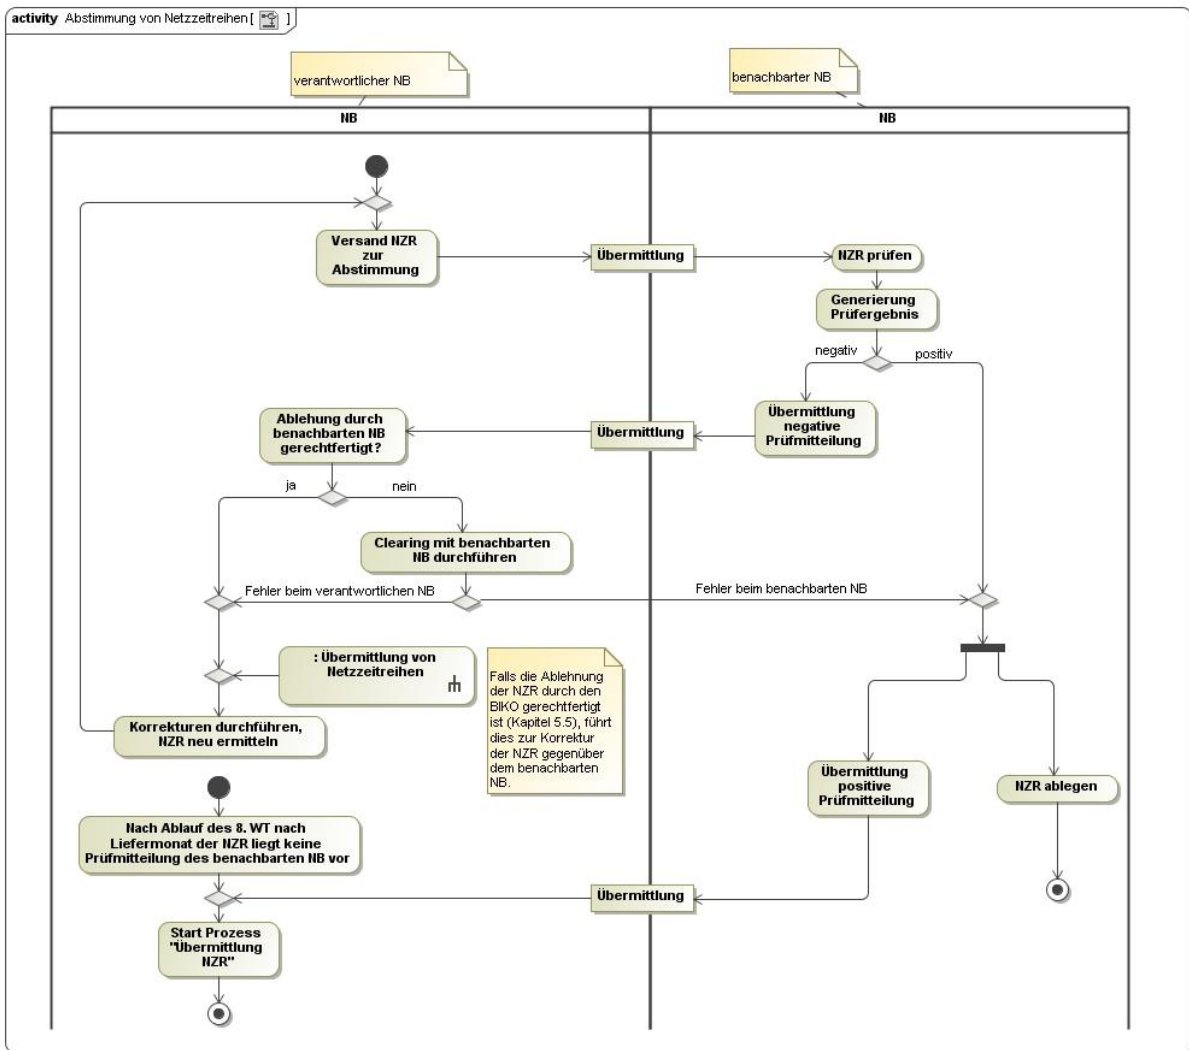 activity Abstimmung von Netzzeitreihen [ ]
verantwortlicher NB
benachbarter NB
NB
NB
Versand NZR
zur
Abstimmung
Übermittlung
NZR prüfen
Generierung
Prüfergebnis
negativ
positiv
Ablehung durch
benachbarten NB
gerechtfertigt?
Übermittlung
Übermittlung
negative
Prüfmitteilung
ja
nein
Clearing mit benachbarten
NB durchführen
Fehler beim verantwortlichen NB
Fehler beim benachbarten NB
: Übermittlung von
Netzzeitreihen
Falls die Ablehnung
der NZR durch den
BIKO gerechtfertigt
ist (Kapitel 5.5), führt
dies zur Korrektur
der NZR gegenüber
dem benachbarten
NB.
Korrekturen durchführen,
NZR neu ermitteln
Übermittlung
positive
Prüfmitteilung
NZR ablegen
Nach Ablauf des 8. WT nach
Liefermonat der NZR liegt keine
Prüfmitteilung des benachbarten NB vor
Übermittlung
Start Prozess
"Übermittlung
NZR"